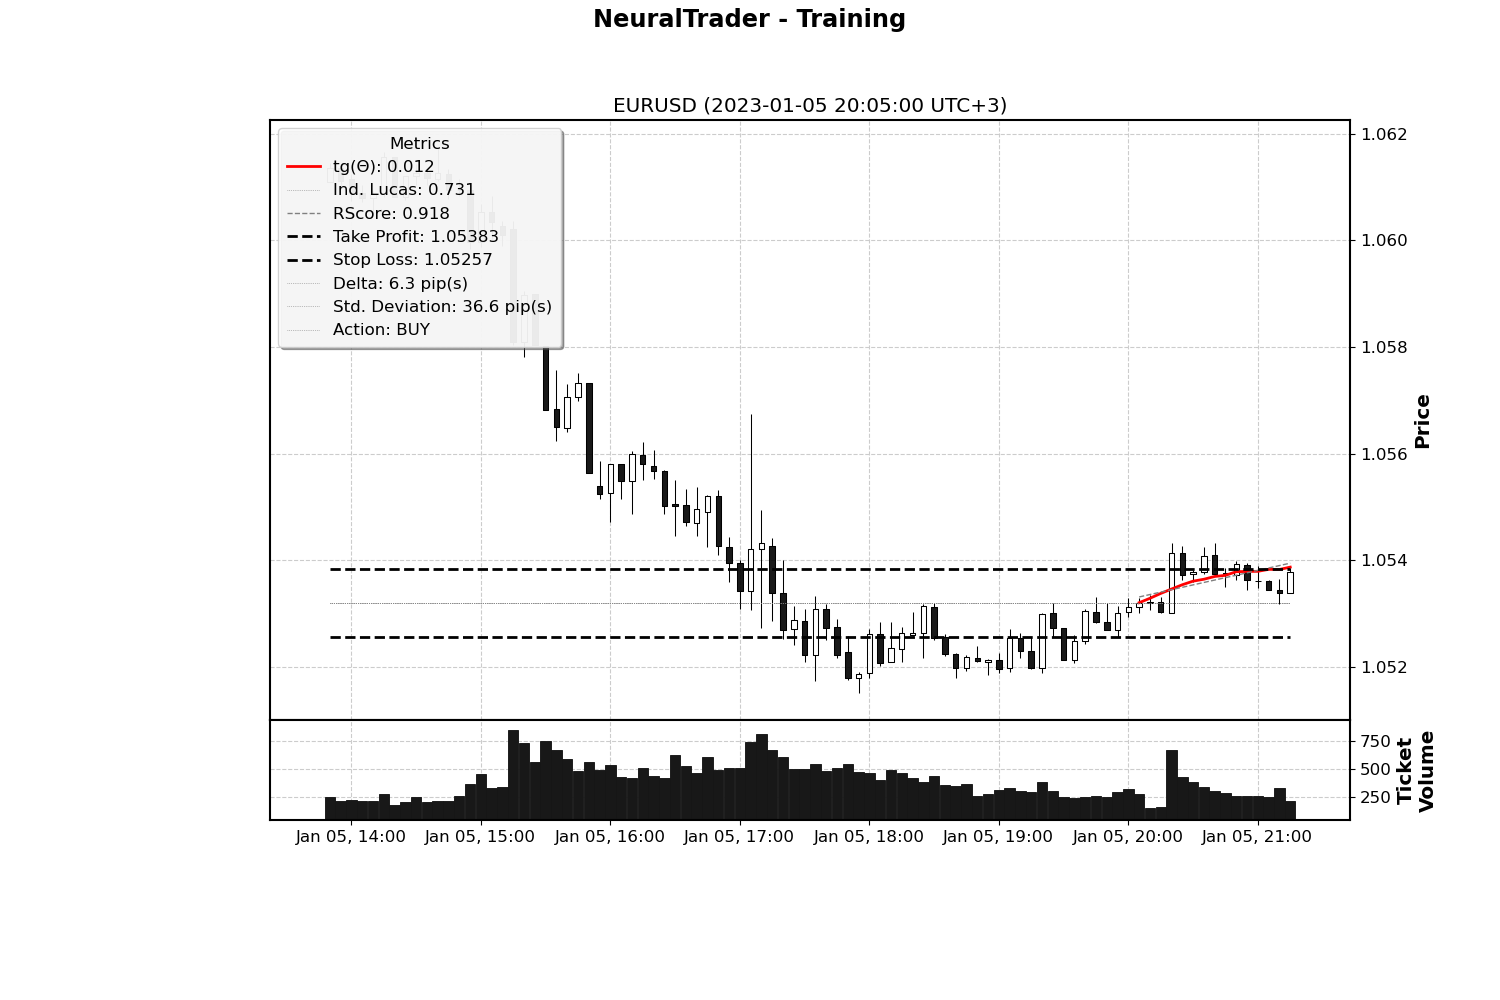 NeuralTrader - Training
EURUSD (2023-01-05 20:05:00 UTC+3)
Metrics
tg(Θ): 0.012
Ind. Lucas: 0.731
RScore: 0.918
Take Profit: 1.05383
Stop Loss: 1.05257
Delta: 6.3 pip(s)
Std. Deviation: 36.6 pip(s)
Action: BUY
1.062
1.060
1.058
1.056
1.054
1.052
Price
750
500
250
Ticket
Volume
Jan 05, 14:00
Jan 05, 15:00
Jan 05, 16:00
Jan 05, 17:00
Jan 05, 18:00
Jan 05, 19:00
Jan 05, 20:00
Jan 05, 21:00